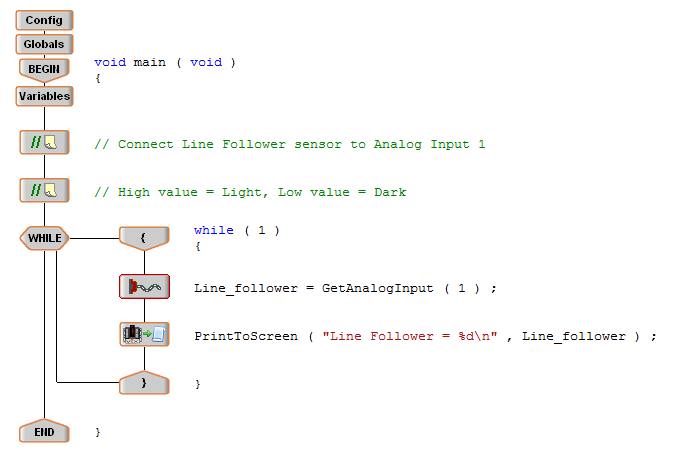 Config
Globals
BEGIN void main ( void )
{
Variables
// // Connect Line Follower sensor to Analog Input 1
// // High value = Light, Low value = Dark
WHILE { while ( 1 )
{
Line_follower = GetAnalogInput ( 1 ) ;
PrintToScreen ( "Line Follower = %d\n" , Line_follower ) ;
} }
END }